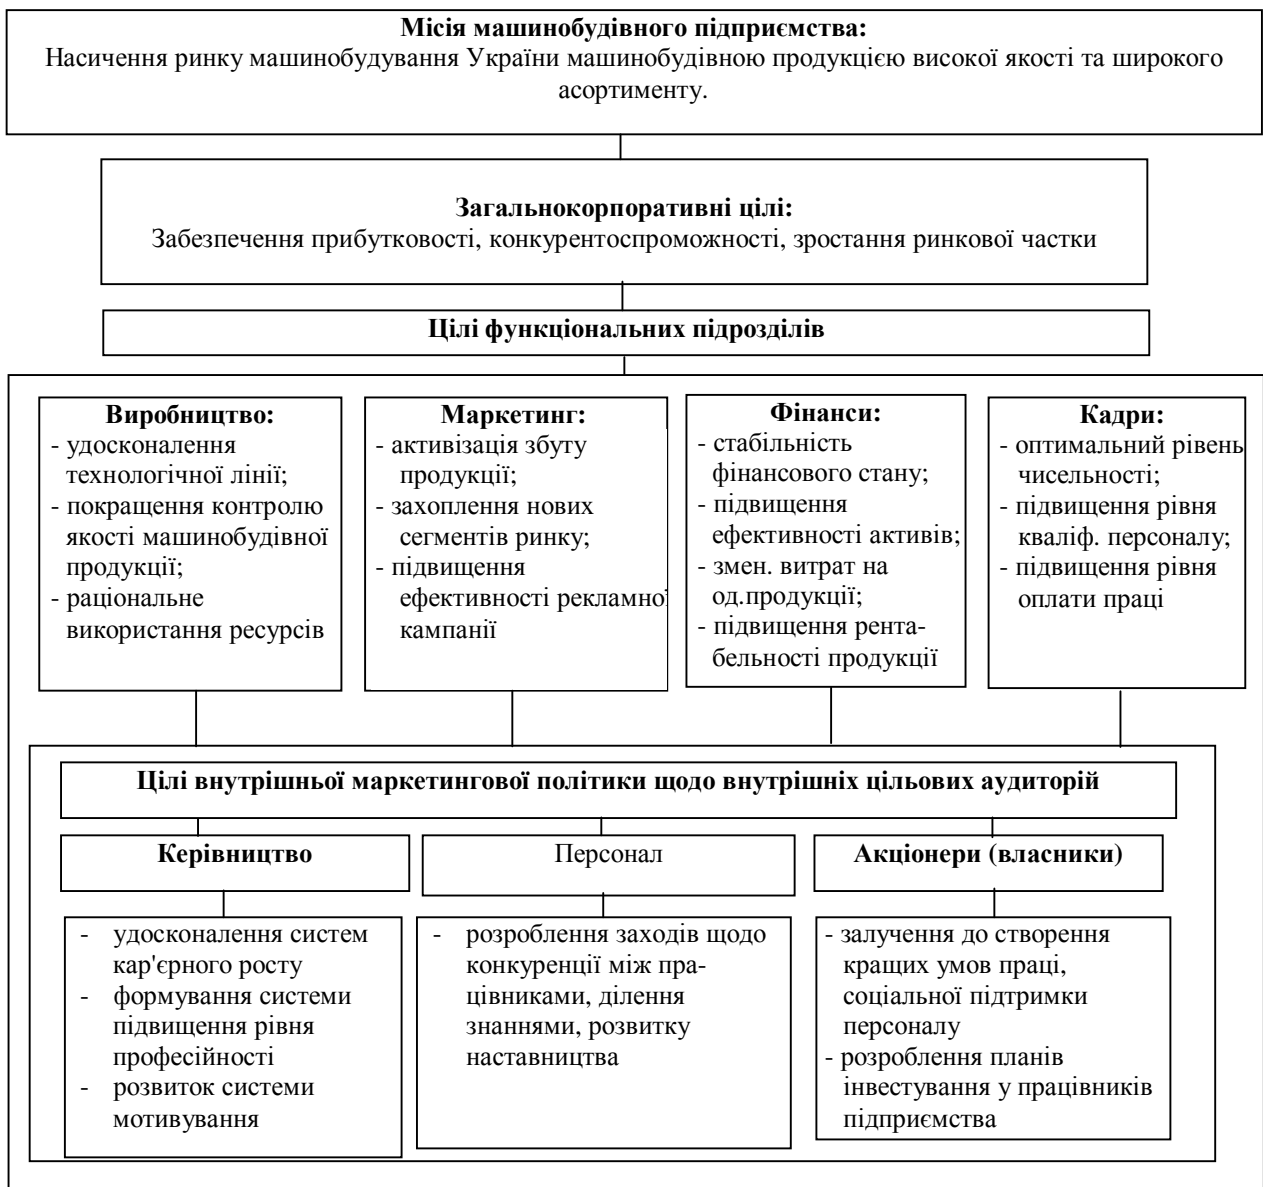 Місія машинобудівного підприємства:
Насичення ринку машинобудування України машинобудівною продукцією високої якості та широкого
асортименту.
Загальнокорпоративні цілі:
Забезпечення прибутковості, конкурентоспроможності, зростання ринкової частки
Цілі функціональних підрозділів
Виробництво:
- удосконалення
технологічної лінії;
- покращення контролю
якості машинобудівної
продукції;
- раціональне
використання ресурсів
Маркетинг:
- активізація збуту
продукції;
- захоплення нових
сегментів ринку;
- підвищення
ефективності рекламної
кампанії
Фінанси:
- стабільність
фінансового стану;
- підвищення
ефективності активів;
- змен. витрат на
од.продукції;
- підвищення рента-
бельності продукції
Кадри:
- оптимальний рівень
чисельності;
- підвищення рівня
кваліф. персоналу;
- підвищення рівня
оплати праці
Цілі внутрішньої маркетингової політики щодо внутрішніх цільових аудиторій
Керівництво
- удосконалення систем
кар'єрного росту
- формування системи
підвищення рівня
професійності
- розвиток системи
мотивування
Персонал
- розроблення заходів щодо
конкуренції між пра-
цівниками, ділення
знаннями, розвитку
наставництва
Акціонери (власники)
- залучення до створення
кращих умов праці,
соціальної підтримки
персоналу
- розроблення планів
інвестування у працівників
підприємства